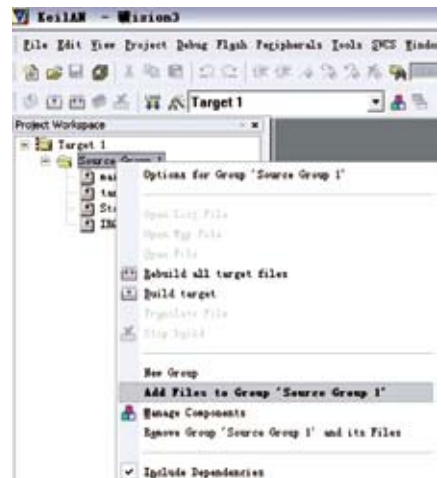 KeilAN - μVision3
File Edit View Project Debug Flash Peripherals Tools SVCS Window
Target 1
Project Workspace
Target 1
Source Group 1
Options for Group 'Source Group 1'
Open List File
Open Map File
Open File
Rebuild all target files
Build target
Translate File
Stop build
New Group
Add Files to Group 'Source Group 1'
Manage Components
Remove Group 'Source Group 1' and its Files
Include Dependencies